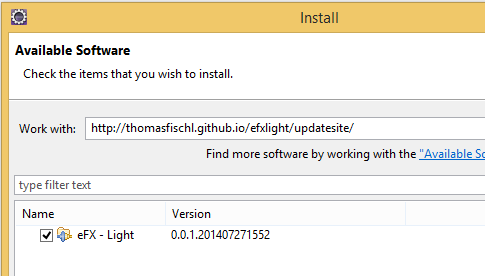 Install
Available Software
Check the items that you wish to install.
Work with: http://thomasfischl.github.io/efxlight/updatesite/
Find more software by working with the "Available
type filter text
Name Version
eFX - Light 0.0.1.201407271552